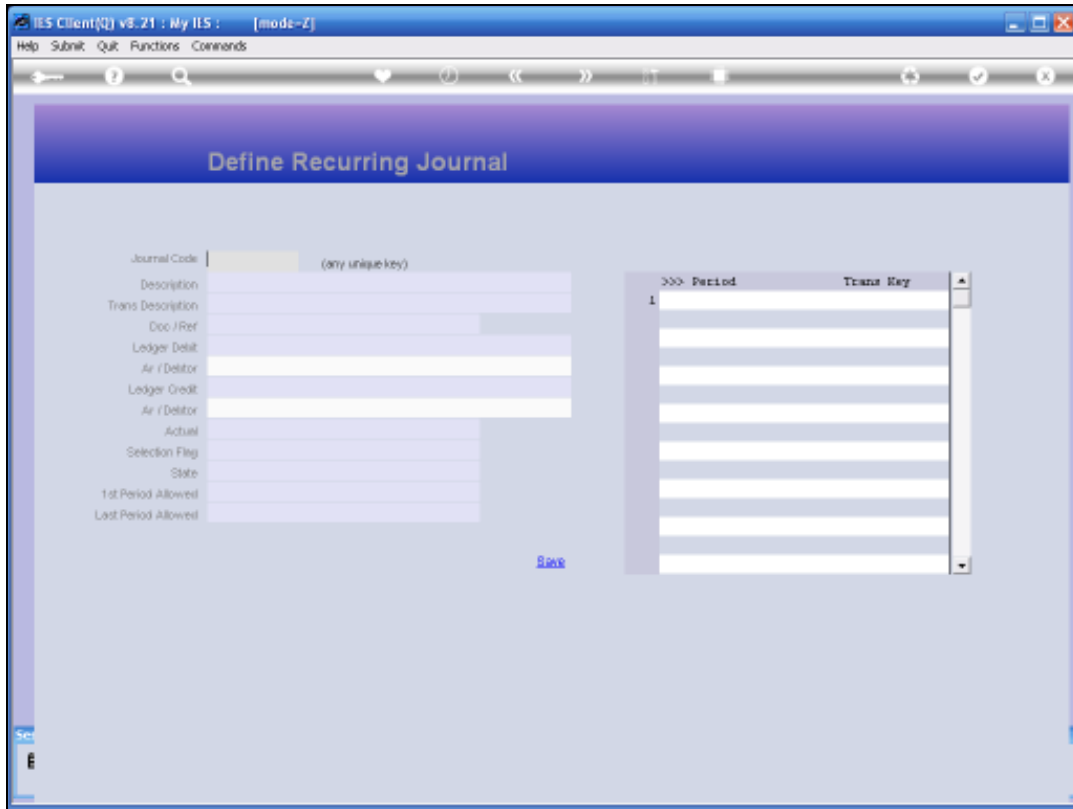 IES Client(Q) v8.21 : My IES : [mode-Z]
Help Submit Quit Functions Commands
Define Recurring Journal
Journal Code (any unique key)
Description
Trans Description
Doc / Ref
Ledger Debit
Ar / Debtor
Ledger Credit
Ar / Debtor
Actual
Selection Flag
State
1st Period Allowed
Last Period Allowed
Save
>>> Period Trans Key
1